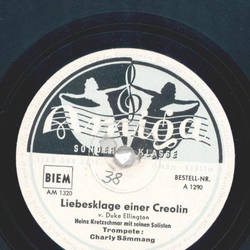 Amiga
SONDER KLASSE
BIEM
AM 1320
BESTELL-NR.
A 1290
38
Liebesklage einer Creolin
v. Duke Ellington
Heinz Kretzschmar mit seinen Solisten
Trompete:
Charly Sämmang